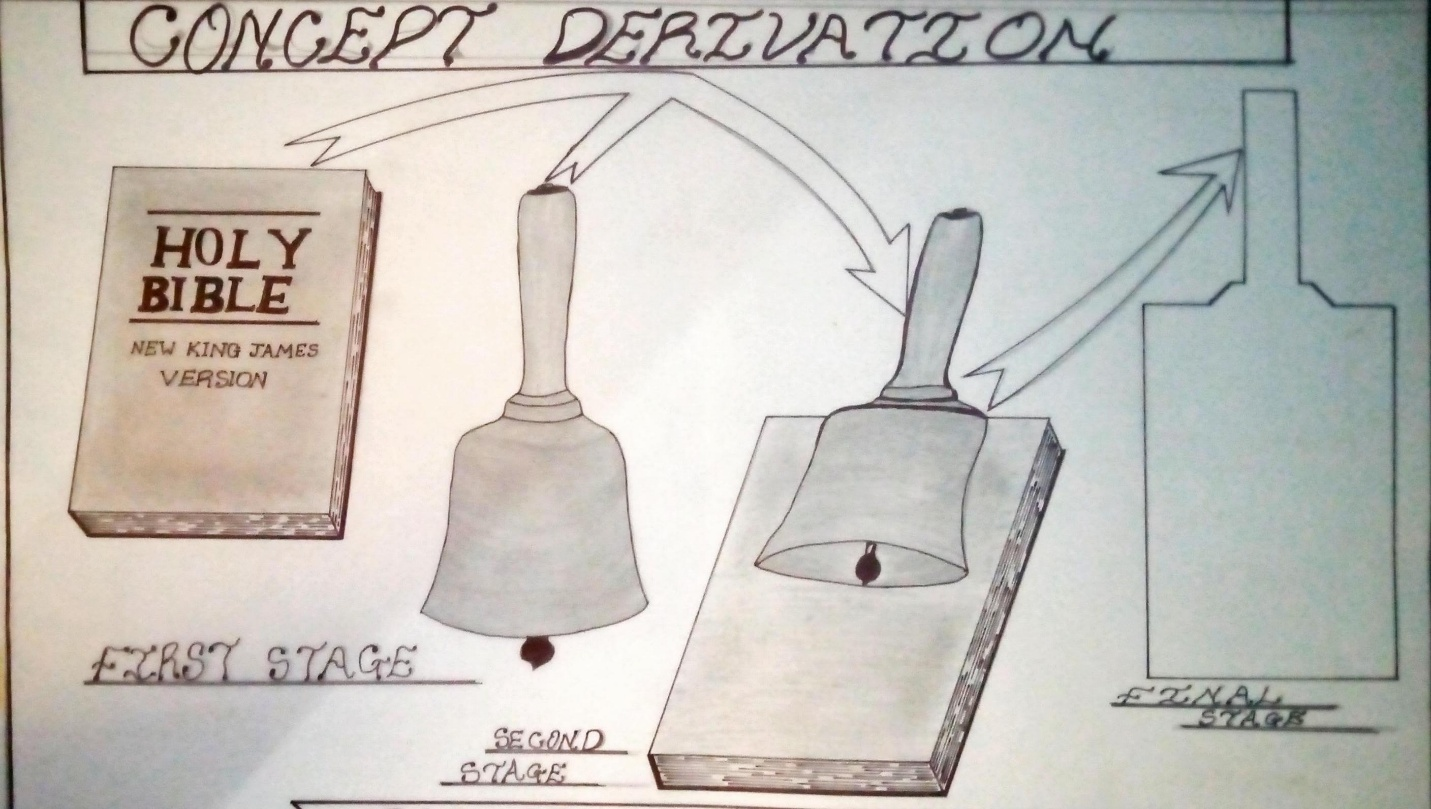 CONCEPT DERIVATION
HOLY
BIBLE
NEW KING JAMES
VERSION
FIRST STAGE
SECOND
STAGE
FINAL
STAGE